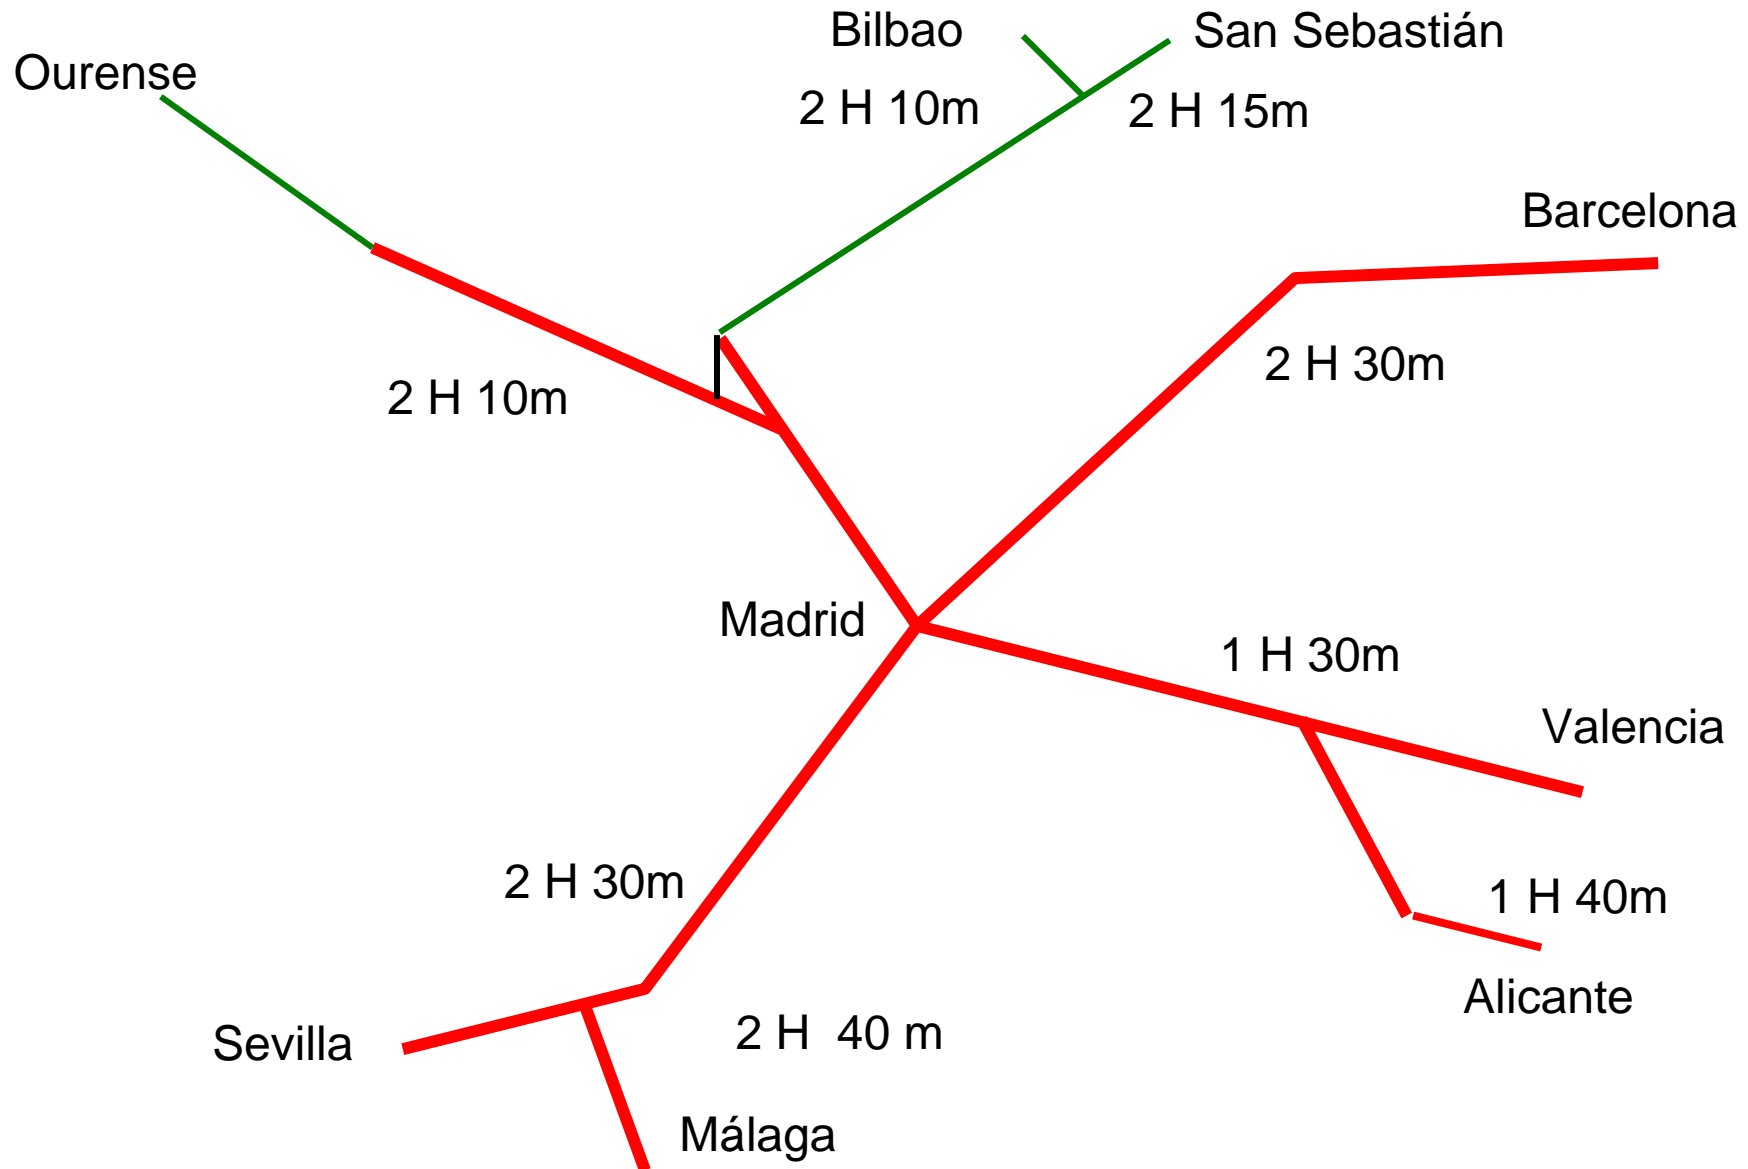 Bilbao
San Sebastián
Ourense
2 H 10m
2 H 15m
Barcelona
2 H 30m
2 H 10m
Madrid
1 H 30m
Valencia
2 H 30m
1 H 40m
Alicante
Sevilla
2 H  40 m
Málaga